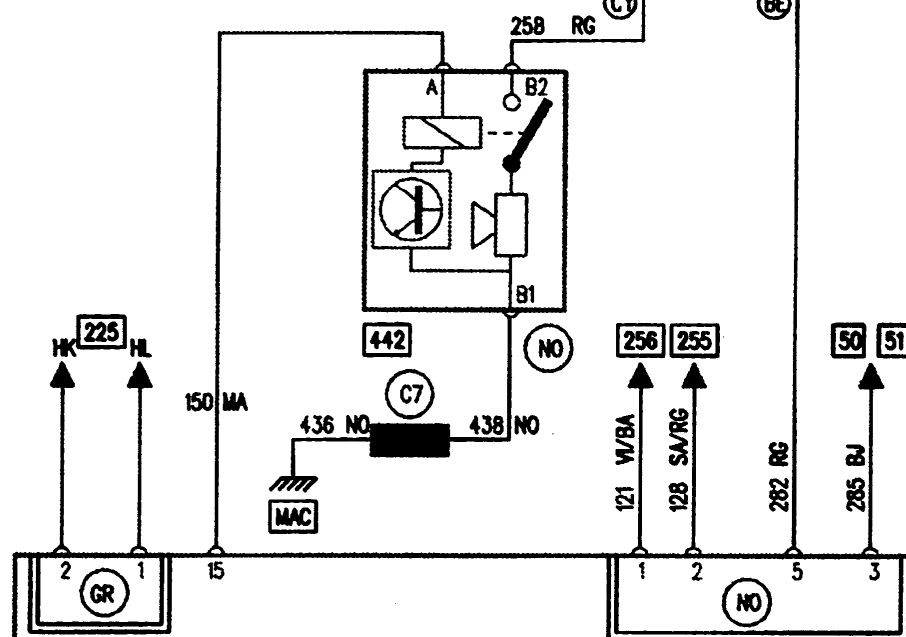 CY
BE
258 RG
A
B2
B1
225
HK
HL
442
NO
256
255
50
51
C7
150 MA
436 NO
438 NO
MAC
121 VI/BA
128 SA/RG
282 RG
285 BJ
2
1
15
1
2
5
3
GR
NO